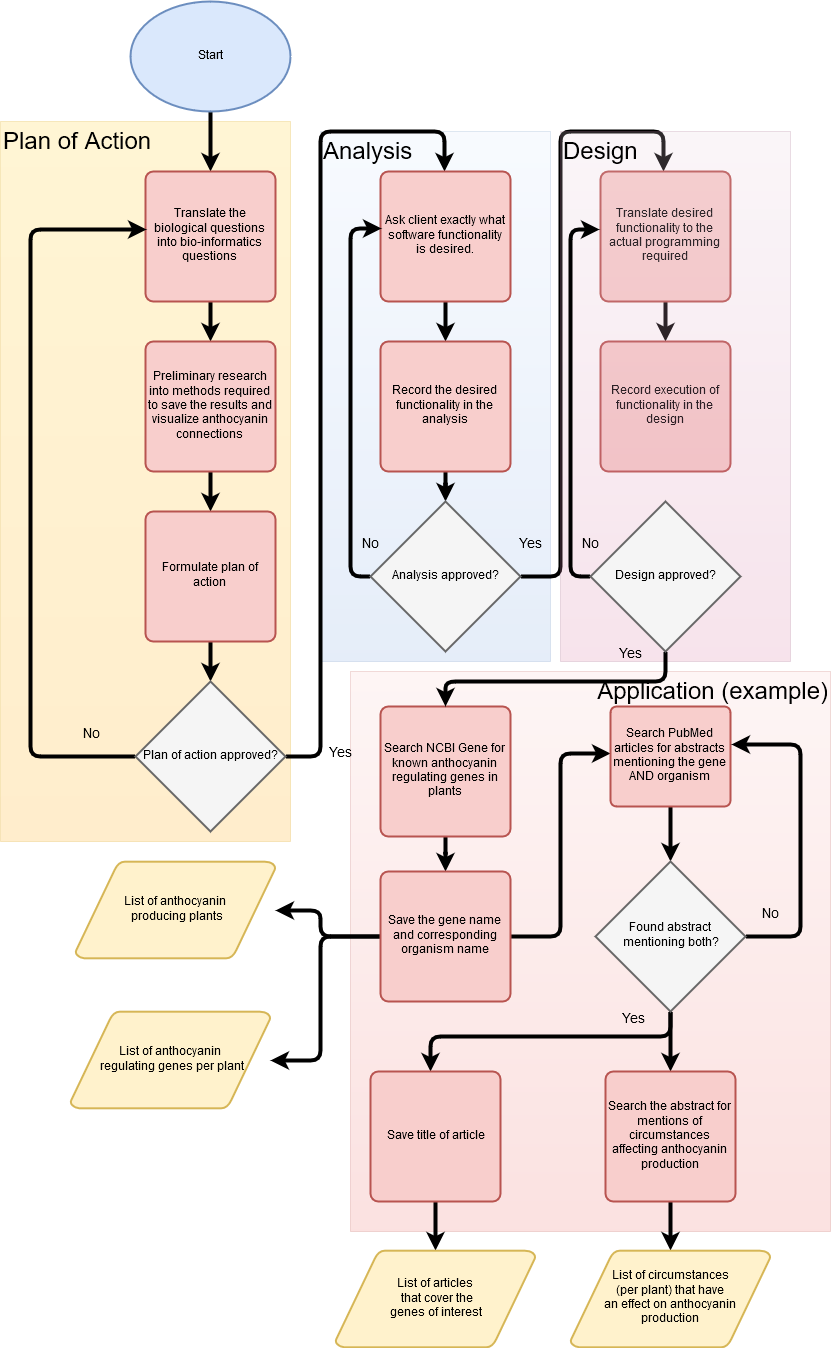 Start
Plan of Action
Translate the
biological questions
into bio-informatics
questions
Preliminary research
into methods required
to save the results and
visualize anthocyanin
connections
Formulate plan of
action
Plan of action approved?
No
Yes
Analysis
Ask client exactly what
software functionality
is desired.
Record the desired
functionality in the
analysis
Analysis approved?
No
Yes
Design
Translate desired
functionality to the
actual programming
required
Record execution of
functionality in the
design
Design approved?
No
Yes
Application (example)
Search NCBI Gene for
known anthocyanin
regulating genes in
plants
Save the gene name
and corresponding
organism name
List of anthocyanin
producing plants
List of anthocyanin
regulating genes per plant
Search PubMed
articles for abstracts
mentioning the gene
AND organism
Found abstract
mentioning both?
No
Yes
Save title of article
Search the abstract for
mentions of
circumstances
affecting anthocyanin
production
List of articles
that cover the
genes of interest
List of circumstances
(per plant) that have
an effect on anthocyanin
production